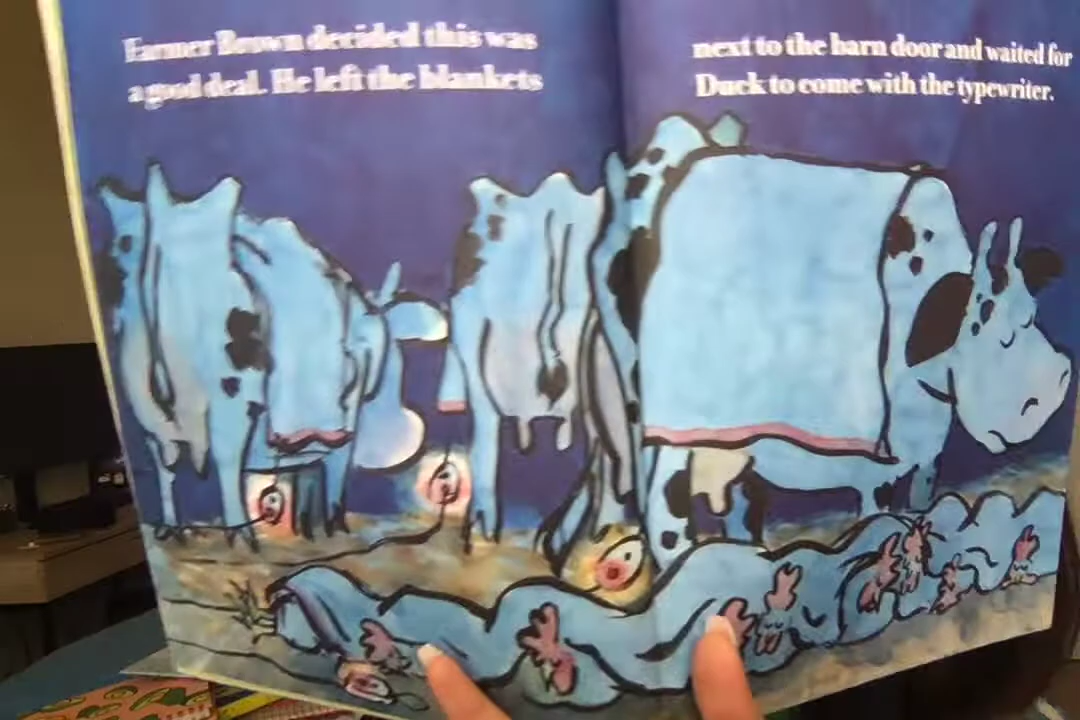 Farmer Brown decided this was
a good deal. He left the blankets
next to the barn door and waited for
Duck to come with the typewriter.